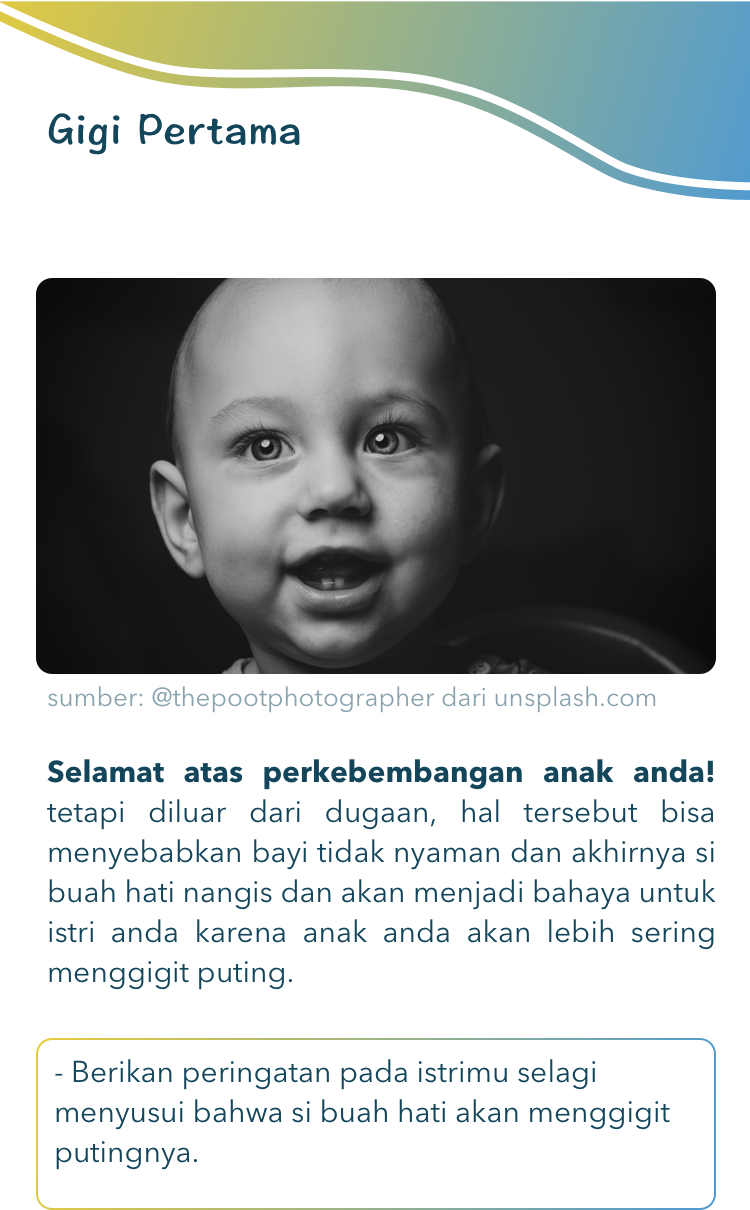 Gigi Pertama
sumber: @thepootphotographer dari unsplash.com
Selamat atas perkebembangan anak anda!
tetapi diluar dari dugaan, hal tersebut bisa
menyebabkan bayi tidak nyaman dan akhirnya si
buah hati nangis dan akan menjadi bahaya untuk
istri anda karena anak anda akan lebih sering
menggigit puting.
- Berikan peringatan pada istrimu selagi
menyusui bahwa si buah hati akan menggigit
putingnya.